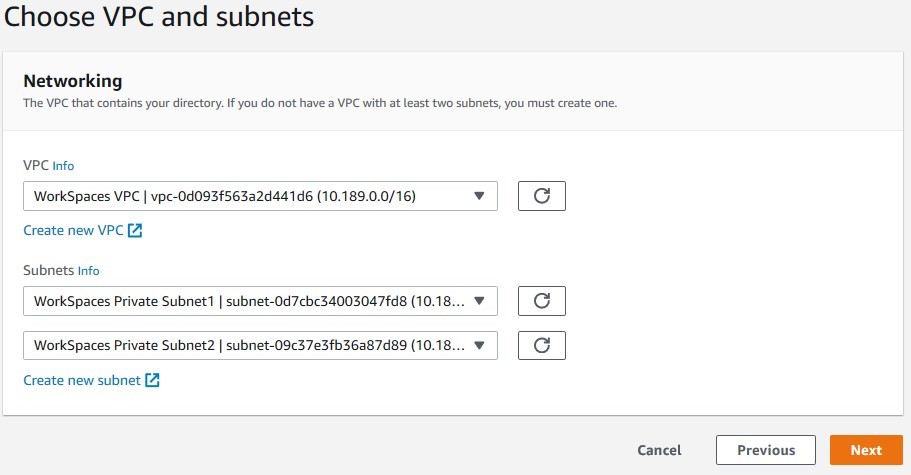 Choose VPC and subnets
Networking
The VPC that contains your directory. If you do not have a VPC with at least two subnets, you must create one.
VPC Info
WorkSpaces VPC | vpc-0d093f563a2d441d6 (10.189.0.0/16)
Create new VPC
Subnets Info
WorkSpaces Private Subnet1 | subnet-0d7cbc34003047fd8 (10.18...
WorkSpaces Private Subnet2 | subnet-09c37e3fb36a87d89 (10.18...
Create new subnet
Cancel Previous Next